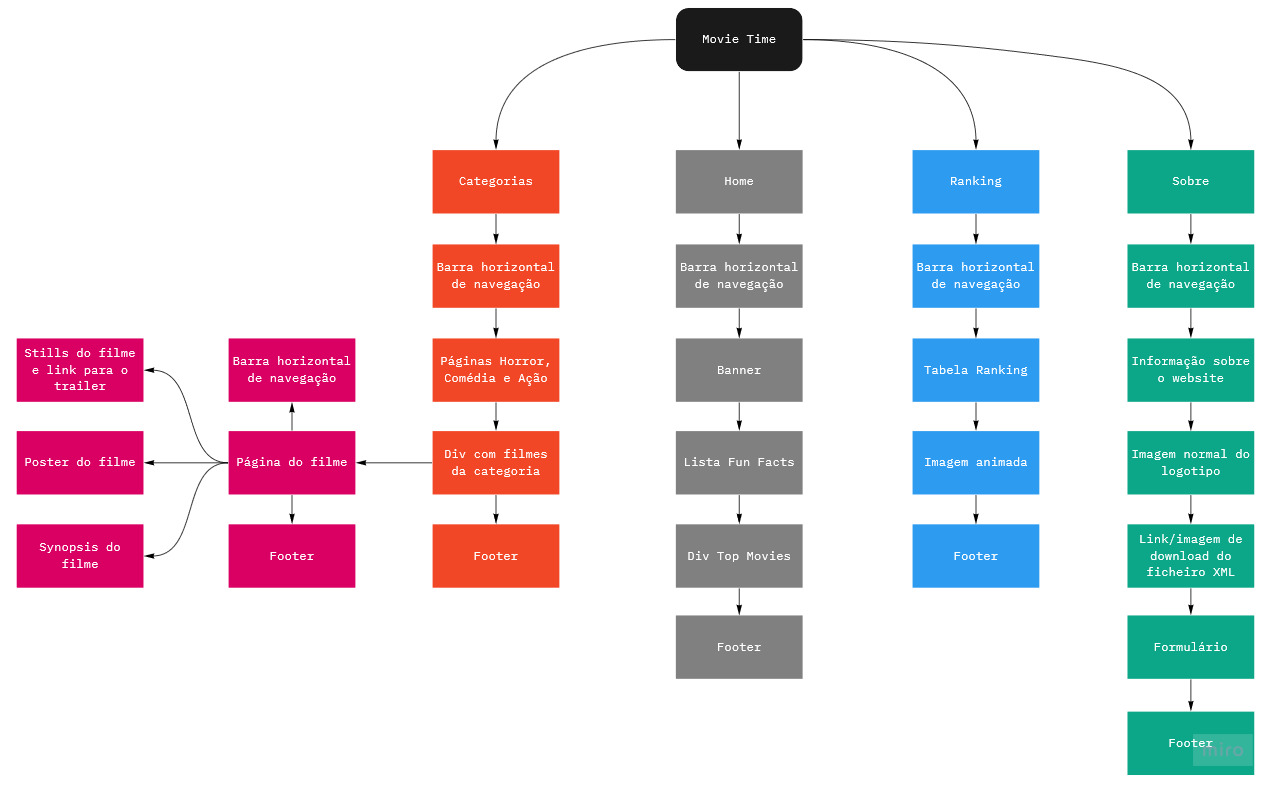 Movie Time
Categorias
Home
Ranking
Sobre
Barra horizontal
de navegação
Barra horizontal
de navegação
Barra horizontal
de navegação
Barra horizontal
de navegação
Stills do filme
e link para o
trailer
Barra horizontal
de navegação
Páginas Horror,
Comédia e Ação
Banner
Tabela Ranking
Informação sobre
o website
Poster do filme
Página do filme
Div com filmes
da categoria
Lista Fun Facts
Imagem animada
Imagem normal do
logotipo
Synopsis do
filme
Footer
Footer
Div Top Movies
Footer
Link/imagem de
download do
ficheiro XML
Footer
Formulário
Footer
miro